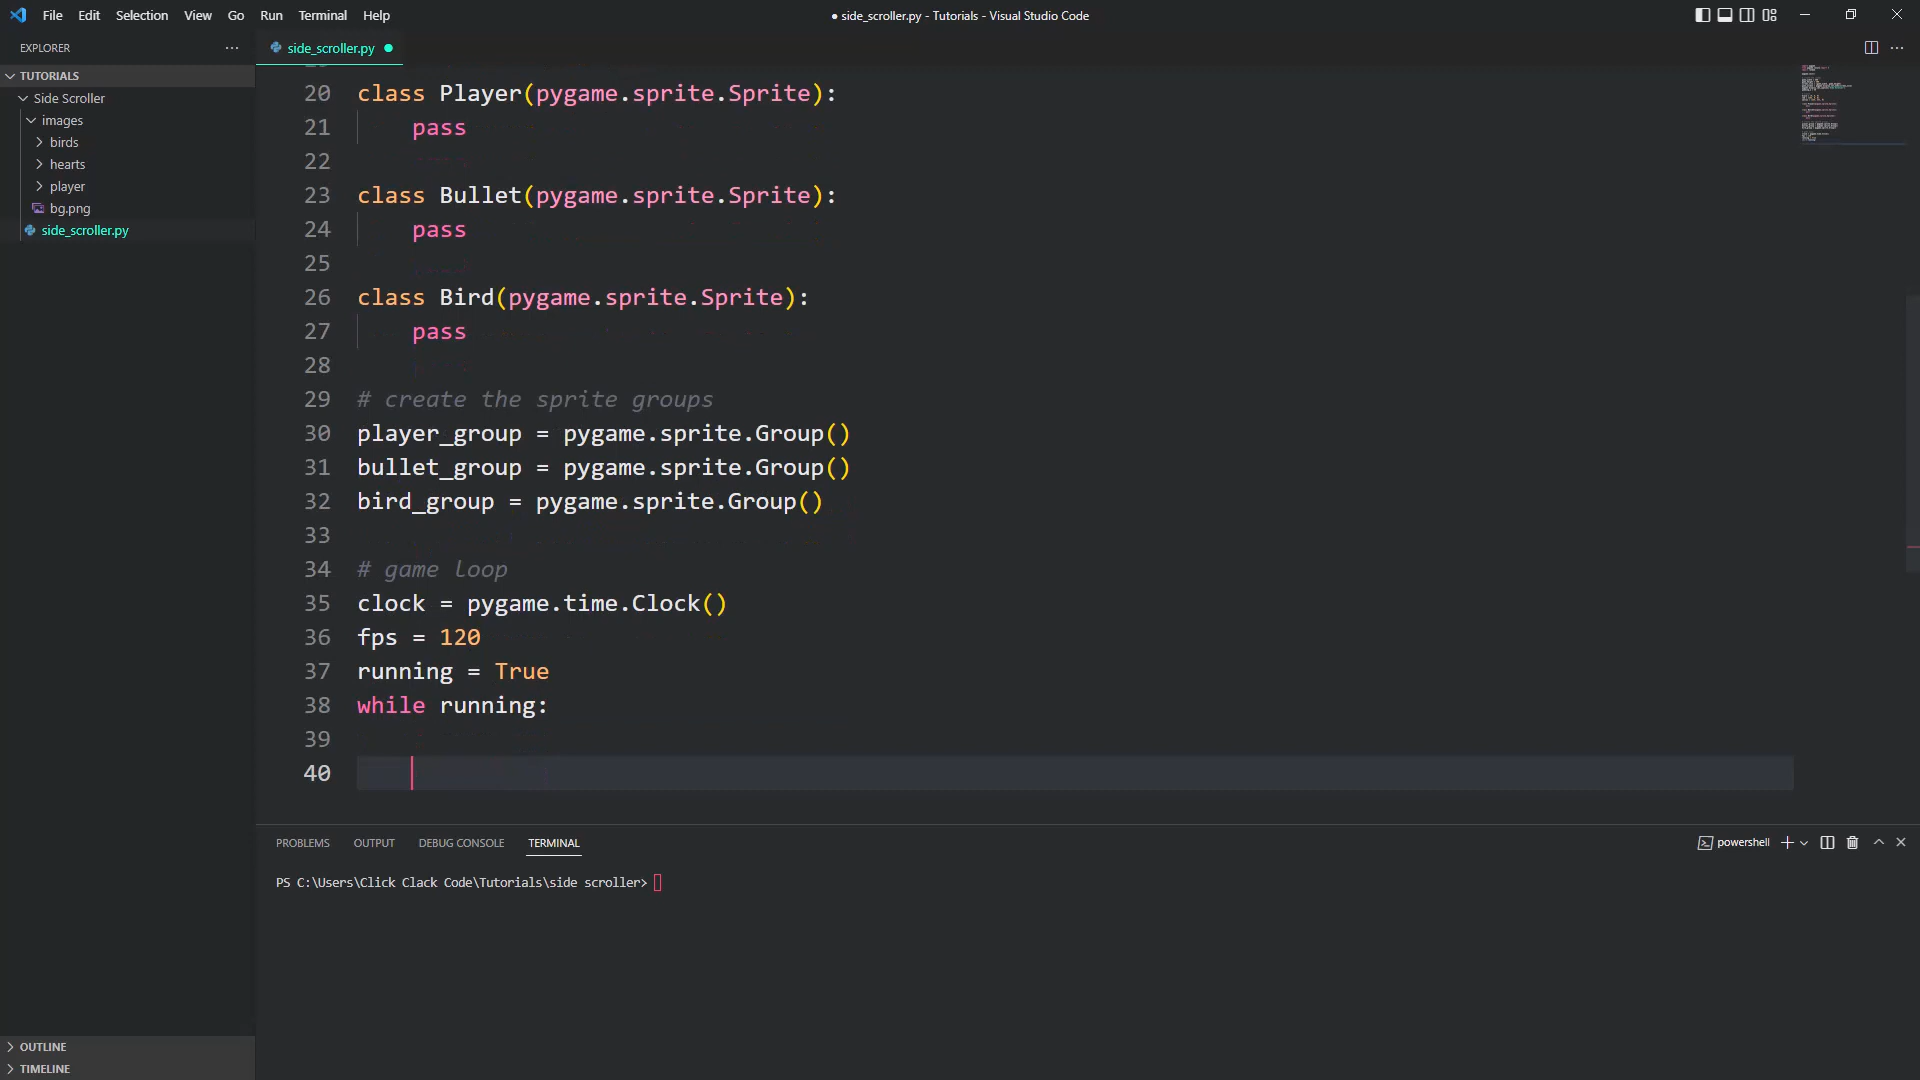 File Edit Selection View Go Run Terminal Help
● side_scroller.py - Tutorials - Visual Studio Code
EXPLORER
side_scroller.py
TUTORIALS
Side Scroller
images
birds
hearts
player
bg.png
side_scroller.py
20 class Player(pygame.sprite.Sprite):
21     pass
22
23 class Bullet(pygame.sprite.Sprite):
24     pass
25
26 class Bird(pygame.sprite.Sprite):
27     pass
28
29 # create the sprite groups
30 player_group = pygame.sprite.Group()
31 bullet_group = pygame.sprite.Group()
32 bird_group = pygame.sprite.Group()
33
34 # game loop
35 clock = pygame.time.Clock()
36 fps = 120
37 running = True
38 while running:
39
40
PROBLEMS OUTPUT DEBUG CONSOLE TERMINAL
powershell
PS C:\Users\Click Clack Code\Tutorials\side scroller>
OUTLINE
TIMELINE